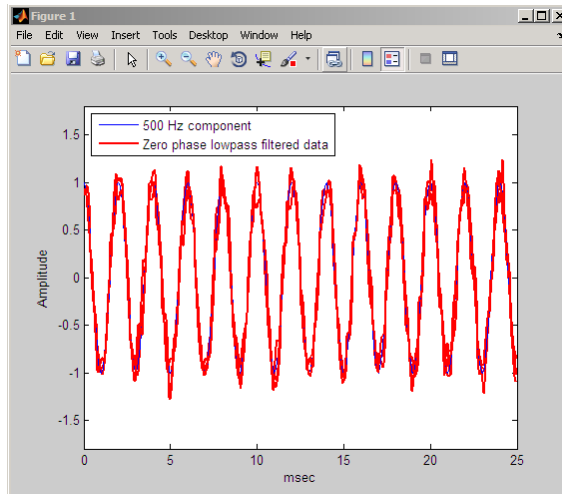 Figure 1
File Edit View Insert Tools Desktop Window Help
500 Hz component
Zero phase lowpass filtered data
1.5
1
0.5
0
-0.5
-1
-1.5
Amplitude
0 5 10 15 20 25
msec